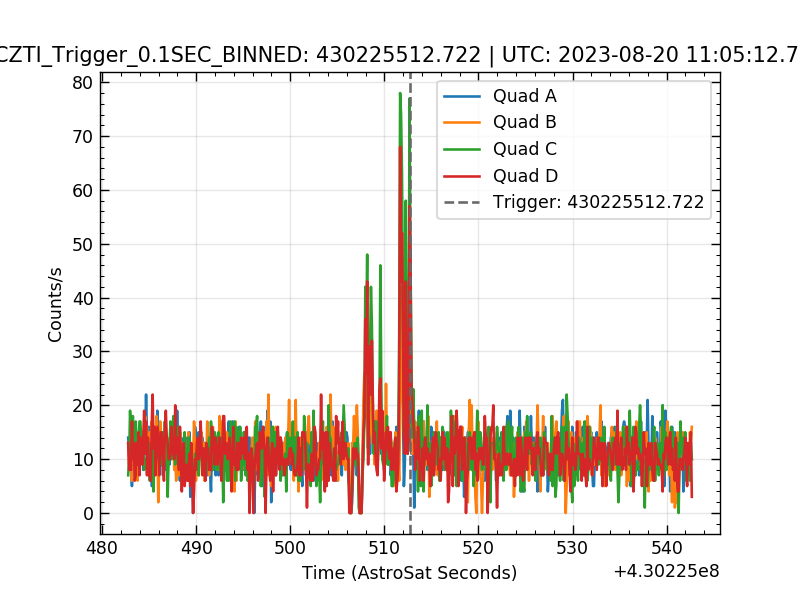 CZTI_Trigger_0.1SEC_BINNED: 430225512.722 | UTC: 2023-08-20 11:05:12.7
80
70
60
50
40
30
20
10
0
Counts/s
Quad A
Quad B
Quad C
Quad D
Trigger: 430225512.722
480 490 500 510 520 530 540
Time (AstroSat Seconds)
+4.30225e8